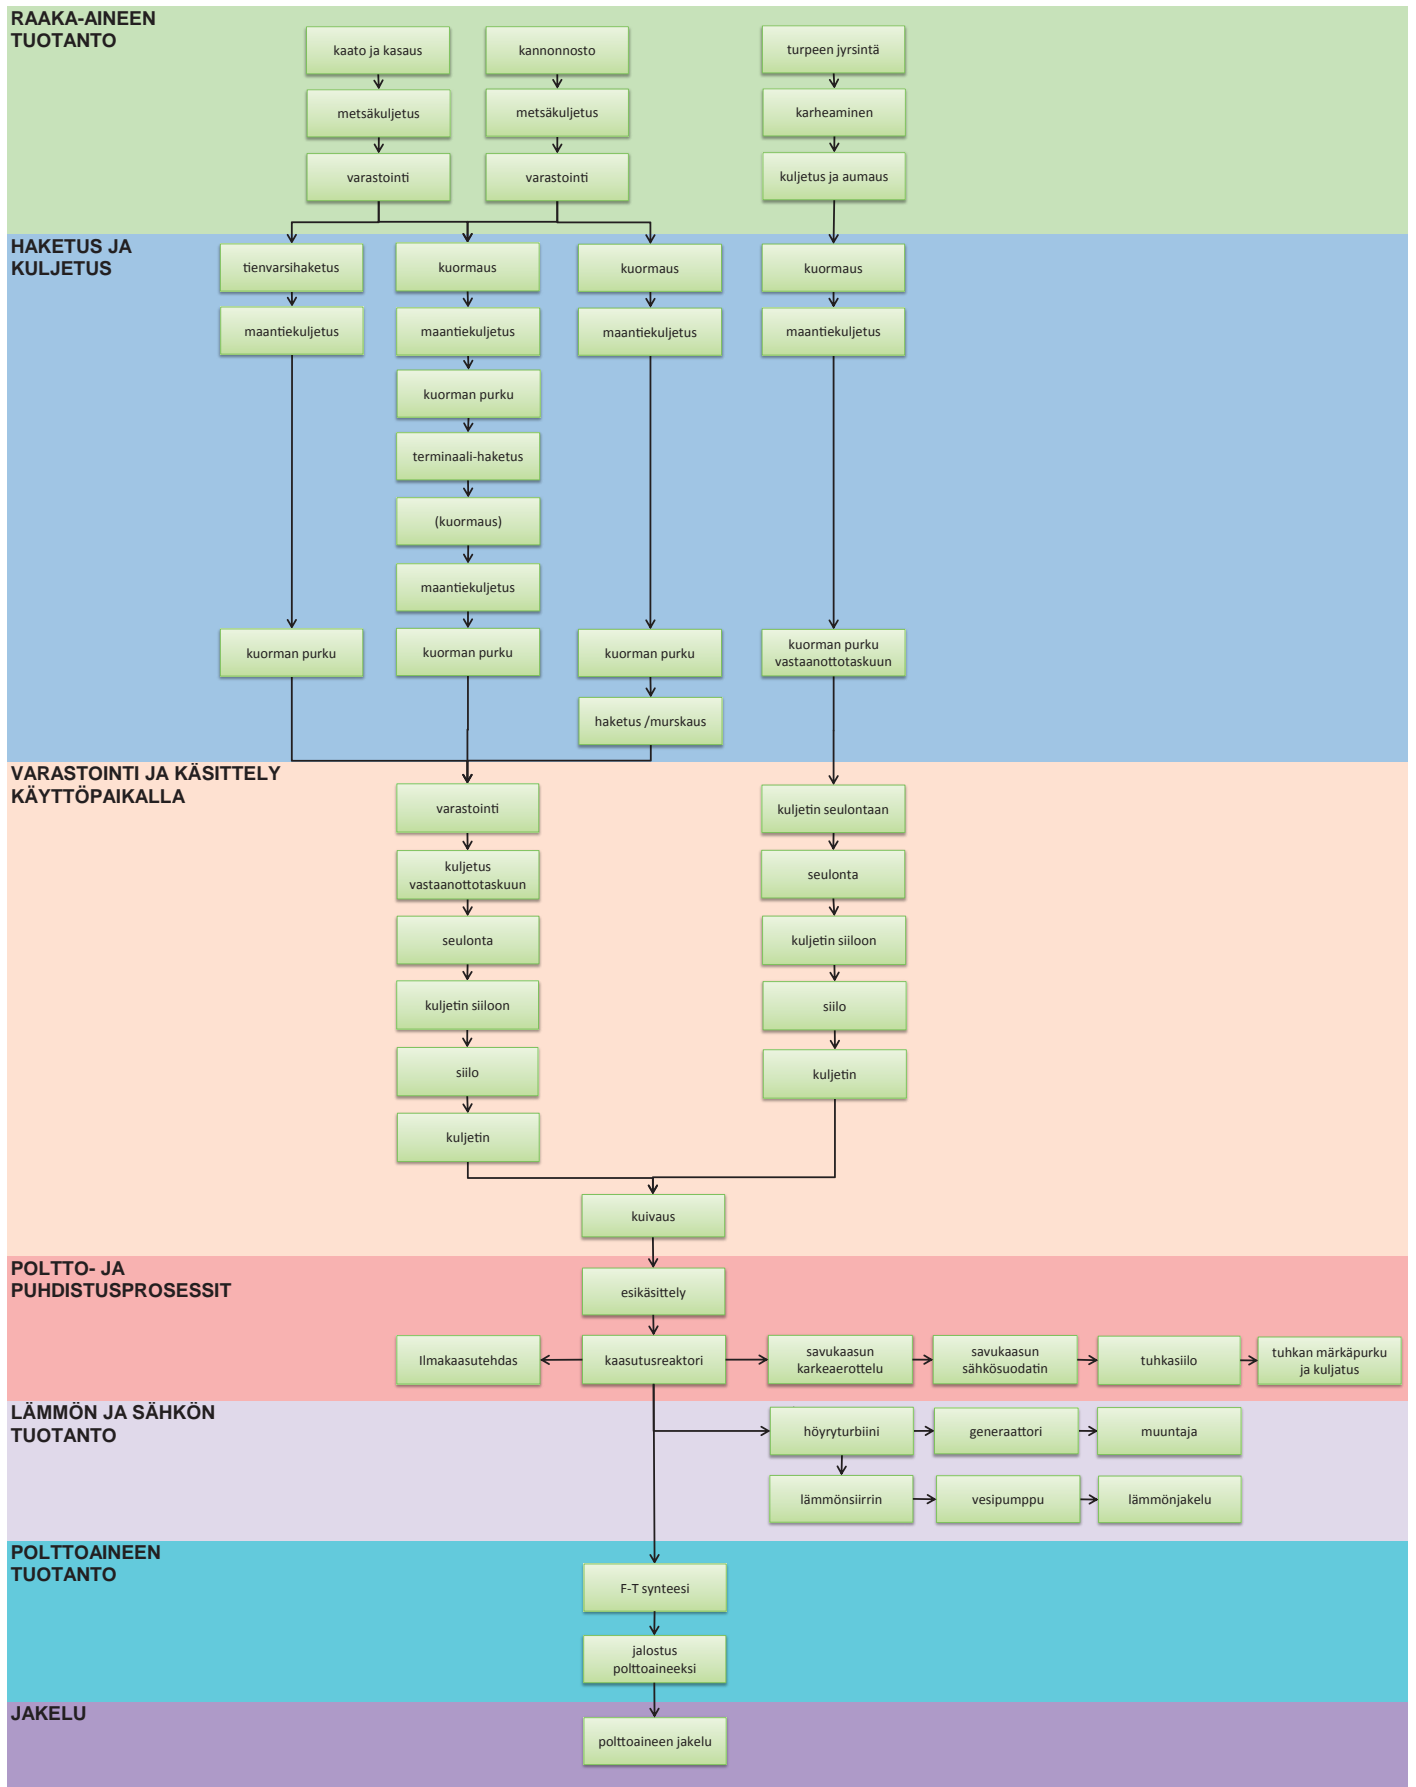 RAAKA-AINEEN
TUOTANTO
kaato ja kasaus
kannonnosto
turpeen jyrsintä
metsäkuljetus
metsäkuljetus
karheaminen
varastointi
varastointi
kuljetus ja aumaus
HAKETUS JA
KULJETUS
tienvarsihaketus
kuormaus
kuormaus
kuormaus
maantiekuljetus
maantiekuljetus
maantiekuljetus
maantiekuljetus
kuorman purku
terminaali-haketus
(kuormaus)
maantiekuljetus
kuorman purku
kuorman purku
kuorman purku
kuorman purku
vastaanottotaskuun
haketus /murskaus
VARASTOINTI JA KÄSITTELY
KÄYTTÖPAIKALLA
varastointi
kuljetin seulontaan
kuljetus
vastaanottotaskuun
seulonta
seulonta
kuljetin siiloon
kuljetin siiloon
siilo
siilo
kuljetin
kuljetin
kuivaus
POLTTO- JA
PUHDISTUSPROSESSIT
esikäsittely
Ilmakaasutehdas
kaasutusreaktori
savukaasun
karkeaerottelu
savukaasun
sähkösuodatin
tuhkasiilo
tuhkan märkäpurku
ja kuljatus
LÄMMÖN JA SÄHKÖN
TUOTANTO
höyryturbiini
generaattori
muuntaja
lämmönsiirrin
vesipumppu
lämmönjakelu
POLTTOAINEEN
TUOTANTO
F-T synteesi
jalostus
polttoaineeksi
JAKELU
polttoaineen jakelu